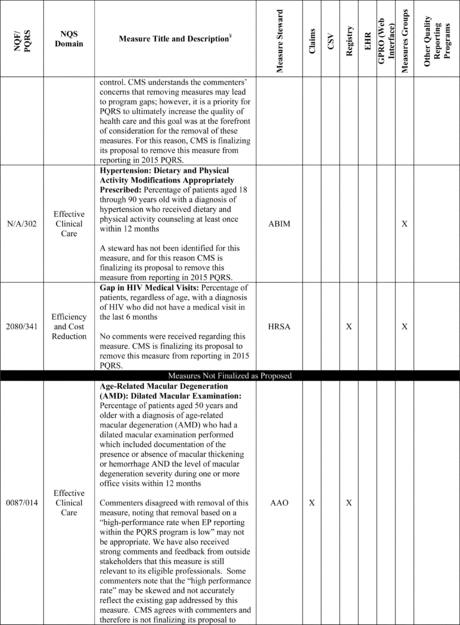 NQF/
PQRS
NQS
Domain
Measure Title and Description¥
Measure Steward
Claims
CSV
Registry
EHR
GPRO (Web
Interface)
Measures Groups
Other Quality
Reporting
Programs
control. CMS understands the commenters'
concerns that removing measures may lead
to program gaps; however, it is a priority for
PQRS to ultimately increase the quality of
health care and this goal was at the forefront
of consideration for the removal of these
measures. For this reason, CMS is finalizing
its proposal to remove this measure from
reporting in 2015 PQRS.
N/A/302
Effective
Clinical
Care
Hypertension: Dietary and Physical
Activity Modifications Appropriately
Prescribed: Percentage of patients aged 18
through 90 years old with a diagnosis of
hypertension who received dietary and
physical activity counseling at least once
within 12 months
A steward has not been identified for this
measure, and for this reason CMS is
finalizing its proposal to remove this
measure from reporting in 2015 PQRS.
ABIM
X
2080/341
Efficiency
and Cost
Reduction
Gap in HIV Medical Visits: Percentage of
patients, regardless of age, with a diagnosis
of HIV who did not have a medical visit in
the last 6 months
No comments were received regarding this
measure. CMS is finalizing its proposal to
remove this measure from reporting in 2015
PQRS.
HRSA
X
X
Measures Not Finalized as Proposed
0087/014
Effective
Clinical
Care
Age-Related Macular Degeneration
(AMD): Dilated Macular Examination:
Percentage of patients aged 50 years and
older with a diagnosis of age-related
macular degeneration (AMD) who had a
dilated macular examination performed
which included documentation of the
presence or absence of macular thickening
or hemorrhage AND the level of macular
degeneration severity during one or more
office visits within 12 months
Commenters disagreed with removal of this
measure, noting that removal based on a
"high-performance rate when EP reporting
within the PQRS program is low" may not
be appropriate. We have also received
strong comments and feedback from outside
stakeholders that this measure is still
relevant to its eligible professionals.  Some
commenters note that the "high performance
rate" may be skewed and not accurately
reflect the existing gap addressed by this
measure.  CMS agrees with commenters and
therefore is not finalizing its proposal to
AAO
X
X